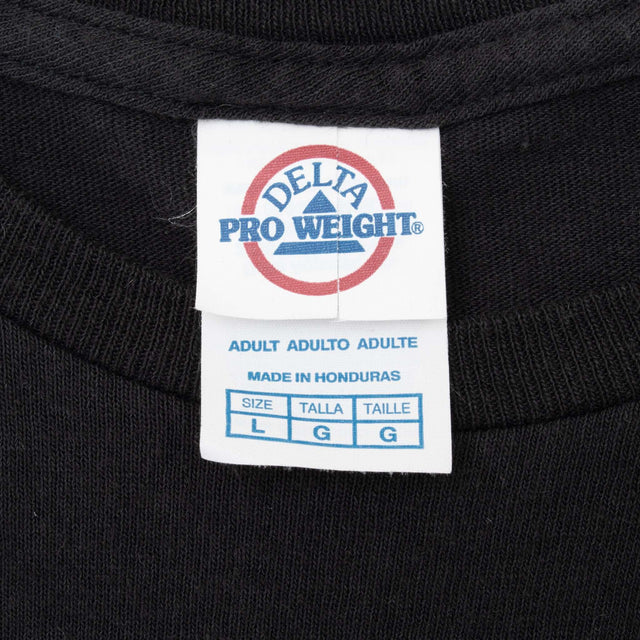 DELTA
PRO WEIGHT®
ADULT ADULTO ADULTE
MADE IN HONDURAS
SIZE TALLA TAILLE
L G G